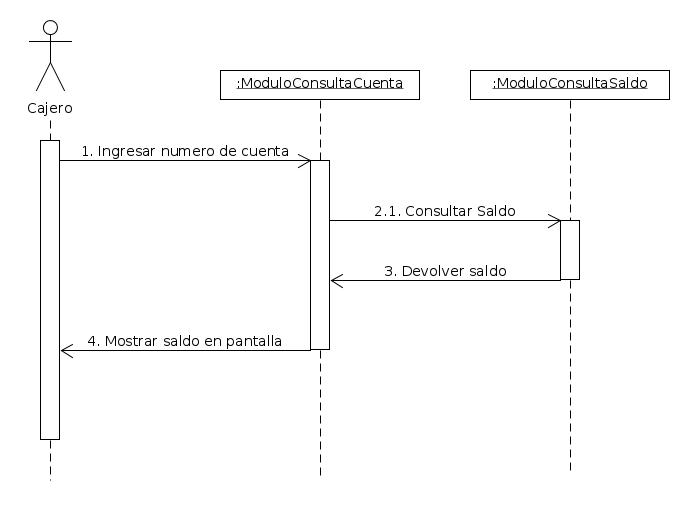 :ModuloConsultaCuenta
:ModuloConsultaSaldo
Cajero
1. Ingresar numero de cuenta
2.1. Consultar Saldo
3. Devolver saldo
4. Mostrar saldo en pantalla